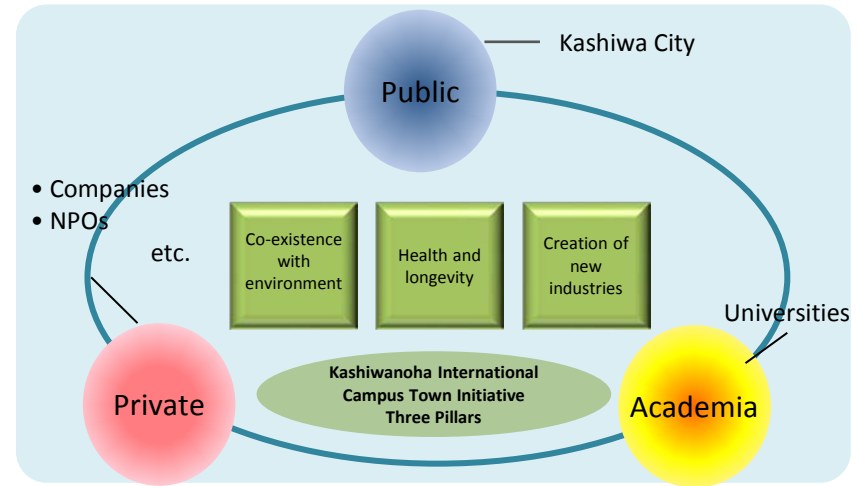 Kashiwa City
Public
• Companies
• NPOs
etc.
Co-existence
with
environment
Health and
longevity
Creation of
new
industries
Universities
Kashiwanoha International
Campus Town Initiative
Three Pillars
Private
Academia